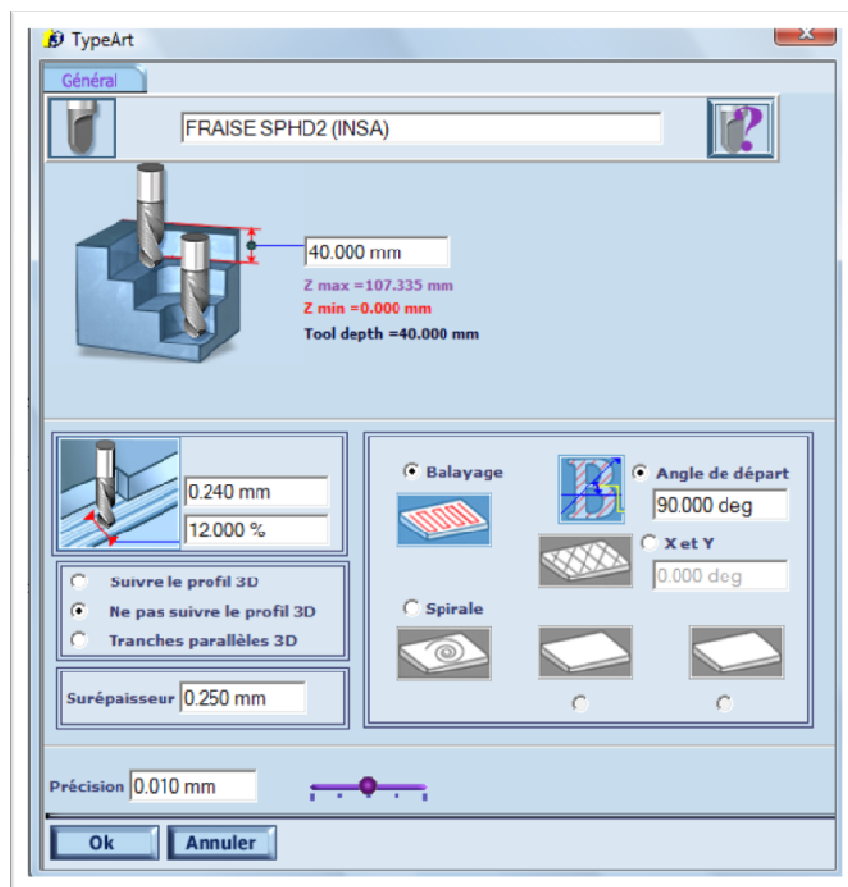 TypeArt
Général
FRAISE SPHD2 (INSA)
40.000 mm
Z max =107.335 mm
Z min =0.000 mm
Tool depth =40.000 mm
0.240 mm
12.000 %
Balayage
Angle de départ
90.000 deg
X et Y
0.000 deg
Suivre le profil 3D
Ne pas suivre le profil 3D
Tranches parallèles 3D
Spirale
Surépaisseur 0.250 mm
Précision 0.010 mm
Ok Annuler